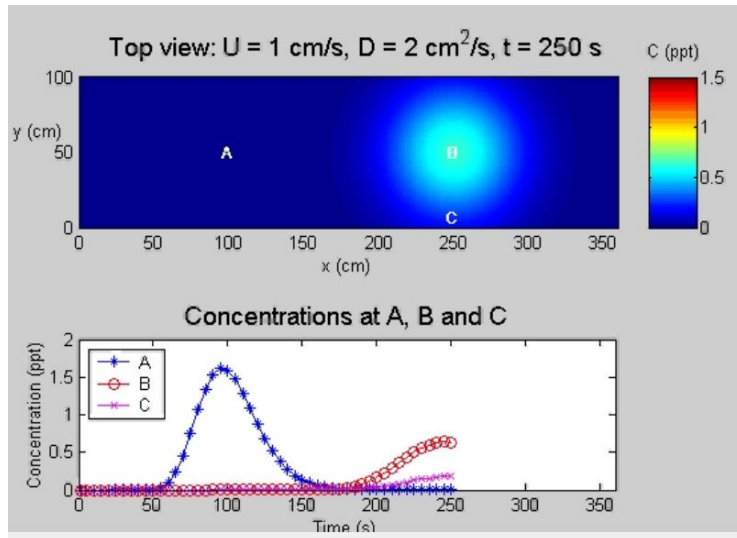 Top view: U = 1 cm/s, D = 2 cm²/s, t = 250 s
C (ppt)
100
50
0
y (cm)
A
B
C
0 50 100 150 200 250 300 350
x (cm)
1.5
1
0.5
0
Concentrations at A, B and C
2
1.5
1
0.5
0
Concentration (ppt)
A
B
C
0 50 100 150 200 250 300 350
Time (s)